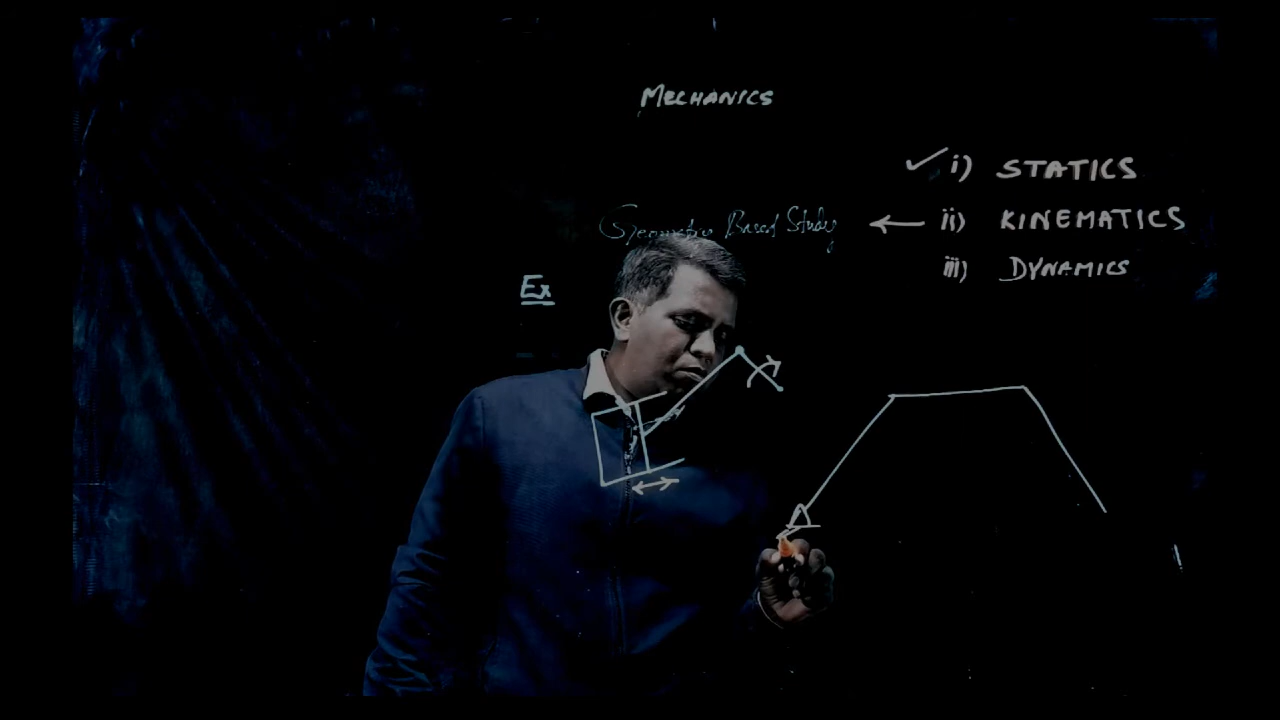 MECHANICS
✓ i) STATICS
Geometric Based Study ← ii) KINEMATICS
iii) DYNAMICS
Ex